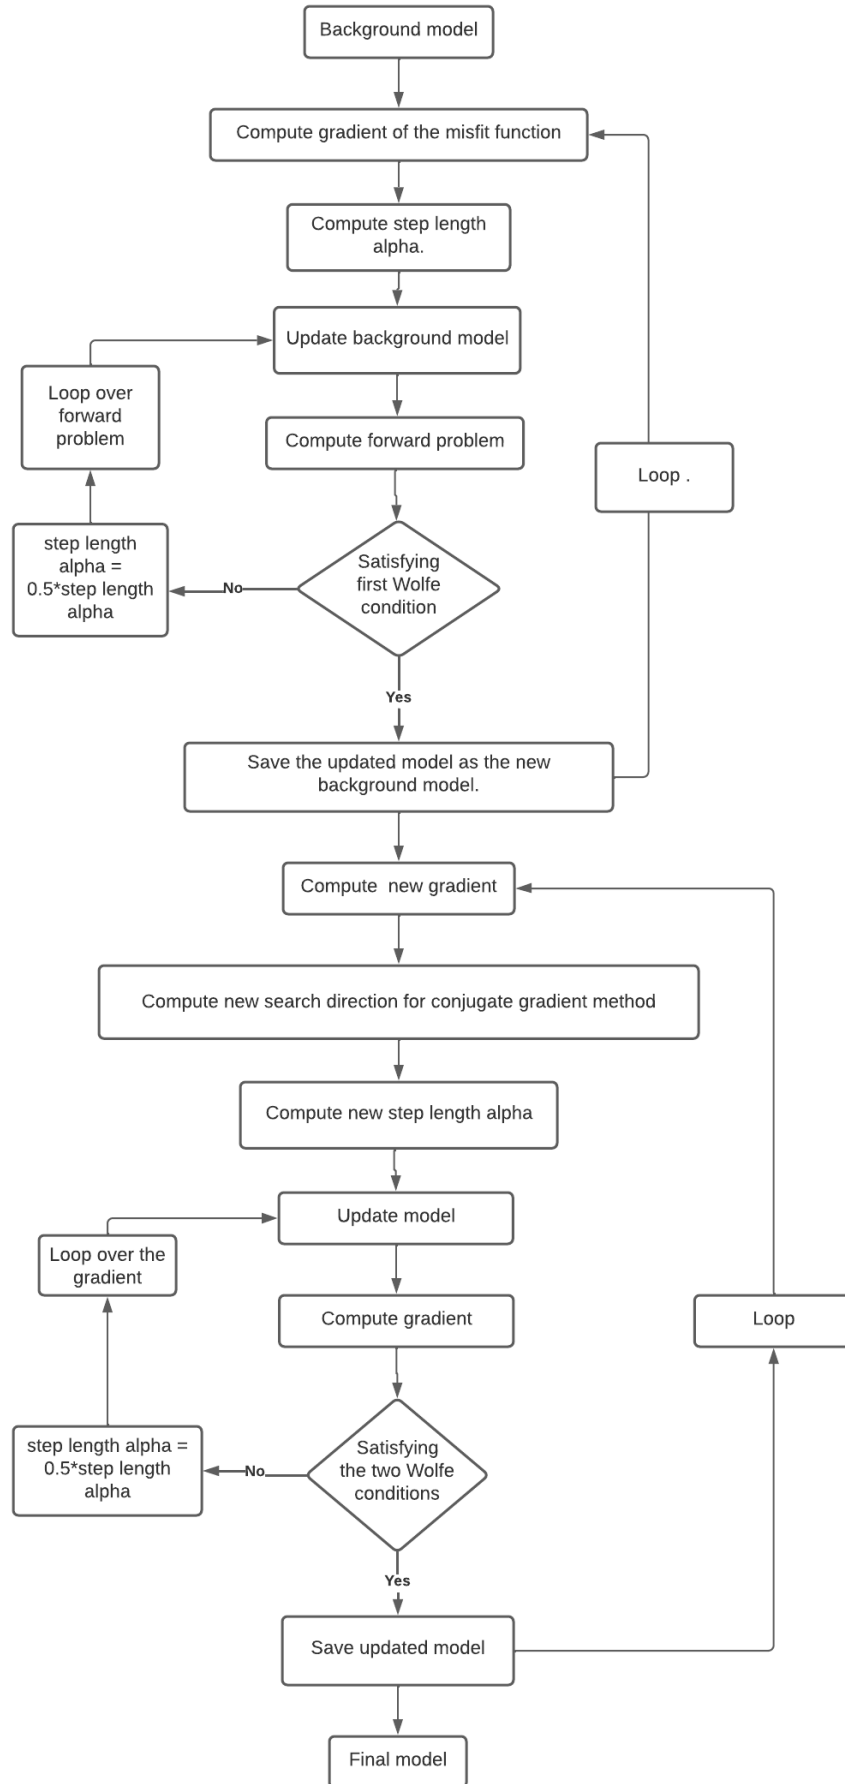 Background model
Compute gradient of the misfit function
Compute step length
alpha.
Update background model
Loop over
forward
problem
Compute forward problem
Loop .
step length
alpha =
0.5*step length
alpha
No
Satisfying
first Wolfe
condition
Yes
Save the updated model as the new
background model.
Compute  new gradient
Compute new search direction for conjugate gradient method
Compute new step length alpha
Update model
Loop over the
gradient
Compute gradient
Loop
step length alpha =
0.5*step length
alpha
No
Satisfying
the two Wolfe
conditions
Yes
Save updated model
Final model